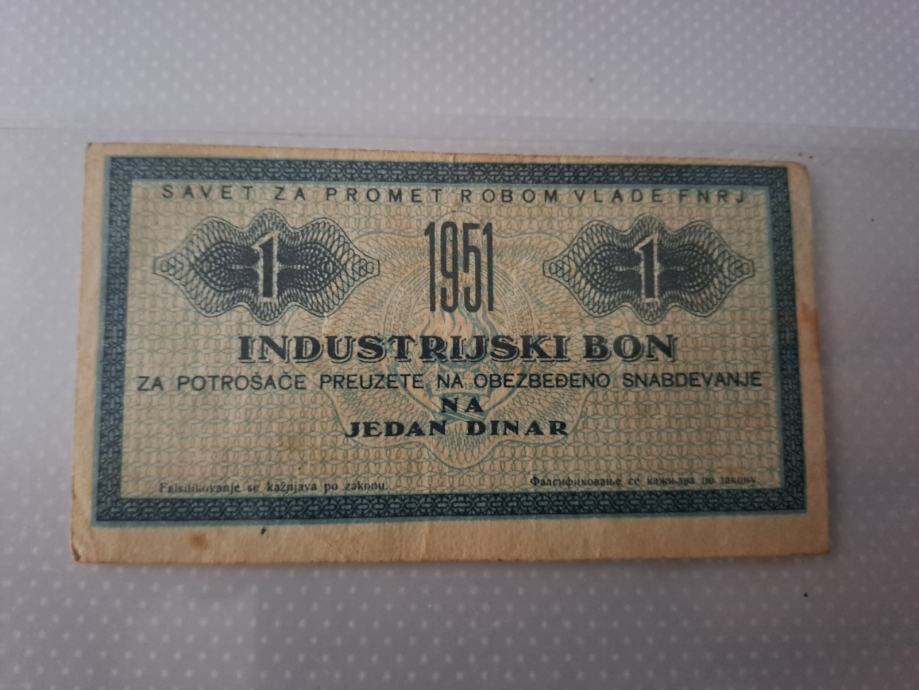 SAVET ZA PROMET ROBOM VLADE FNRJ
1 1951 1
INDUSTRIJSKI BON
ZA POTROŠAČE PREUZETE NA OBEZBEĐENO SNABDEVANJE
NA
JEDAN DINAR
Falsifikovanje se kažnjava po zakonu. Фалсификовање се кажњава по закону.